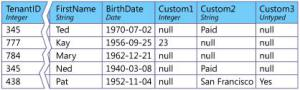 TenantID FirstName BirthDate Custom1 Custom2 Custom3
Integer String Date Integer String Untyped
345 Ted 1970-07-02 null Paid null
777 Kay 1956-09-25 23 null null
784 Mary 1962-12-21 null null null
345 Ned 1940-03-08 null Paid null
438 Pat 1952-11-04 null San Francisco Yes